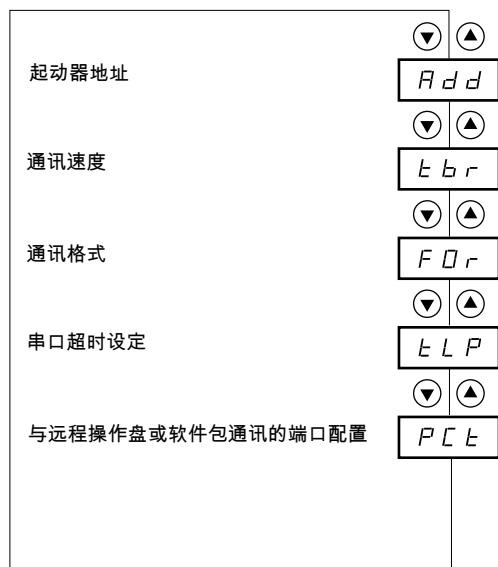 起动器地址 Add
通讯速度 tbr
通讯格式 FOr
串口超时设定 tLP
与远程操作盘或软件包通讯的端口配置 PCt